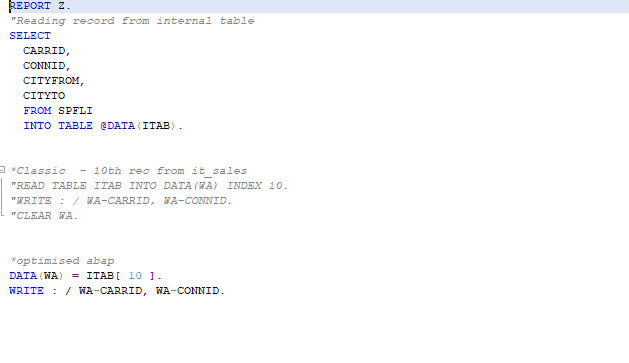 REPORT Z.
"Reading record from internal table
SELECT
CARRID,
CONNID,
CITYFROM,
CITYTO
FROM SPFLI
INTO TABLE @DATA(ITAB).
*Classic - 10th rec from it_sales
"READ TABLE ITAB INTO DATA(WA) INDEX 10.
"WRITE : / WA-CARRID, WA-CONNID.
"CLEAR WA.
*optimised abap
DATA(WA) = ITAB[ 10 ].
WRITE : / WA-CARRID, WA-CONNID.